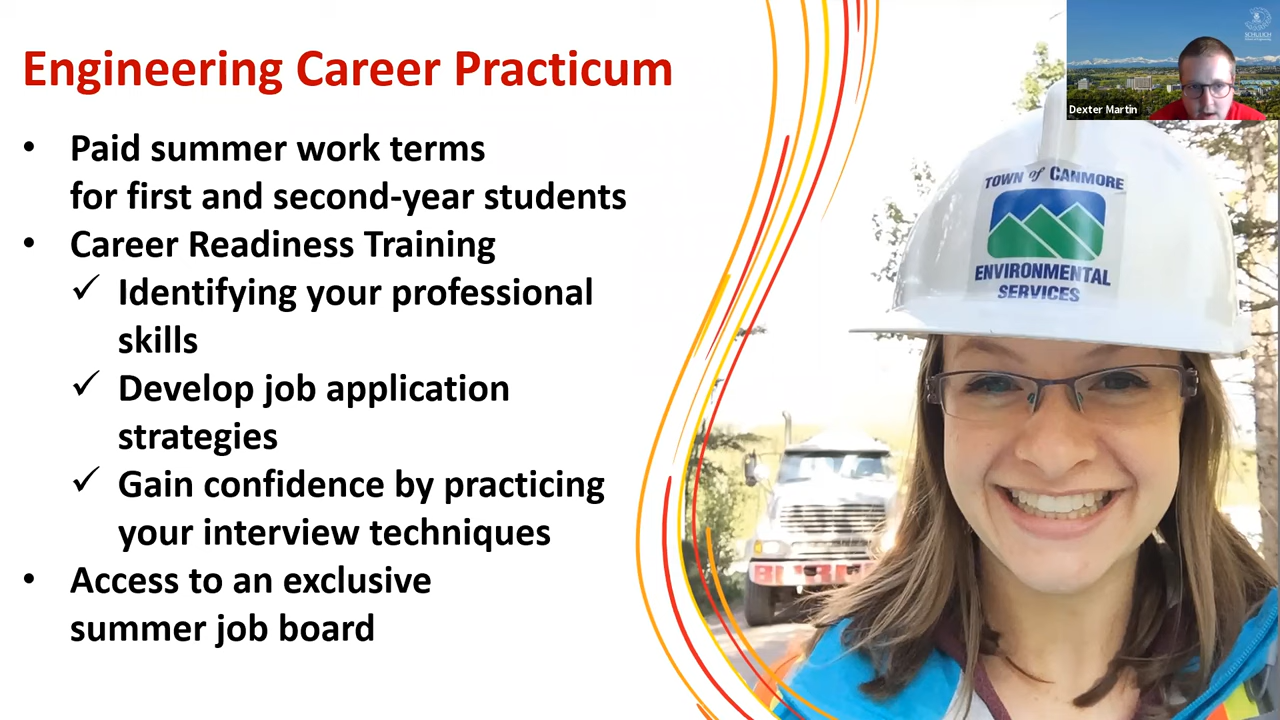 Engineering Career Practicum
• Paid summer work terms
for first and second-year students
• Career Readiness Training
✓ Identifying your professional
skills
✓ Develop job application
strategies
✓ Gain confidence by practicing
your interview techniques
• Access to an exclusive
summer job board
Dexter Martin
TOWN of CANMORE
ENVIRONMENTAL
SERVICES